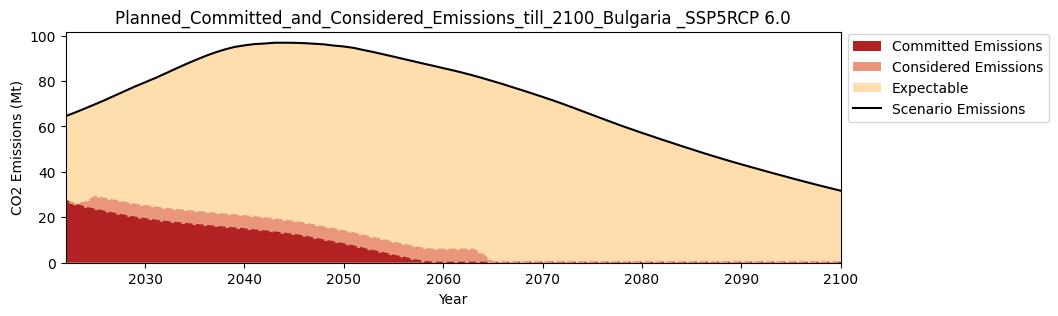 Planned_Committed_and_Considered_Emissions_till_2100_Bulgaria _SSP5RCP 6.0
Committed Emissions
Considered Emissions
Expectable
Scenario Emissions
CO2 Emissions (Mt)
100
80
60
40
20
0
2030 2040 2050 2060 2070 2080 2090 2100
Year